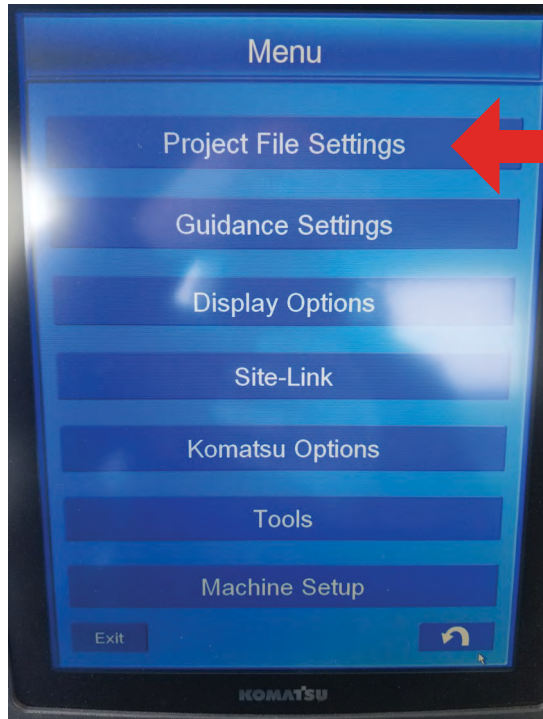 Menu
Project File Settings
Guidance Settings
Display Options
Site-Link
Komatsu Options
Tools
Machine Setup
Exit
KOMATSU